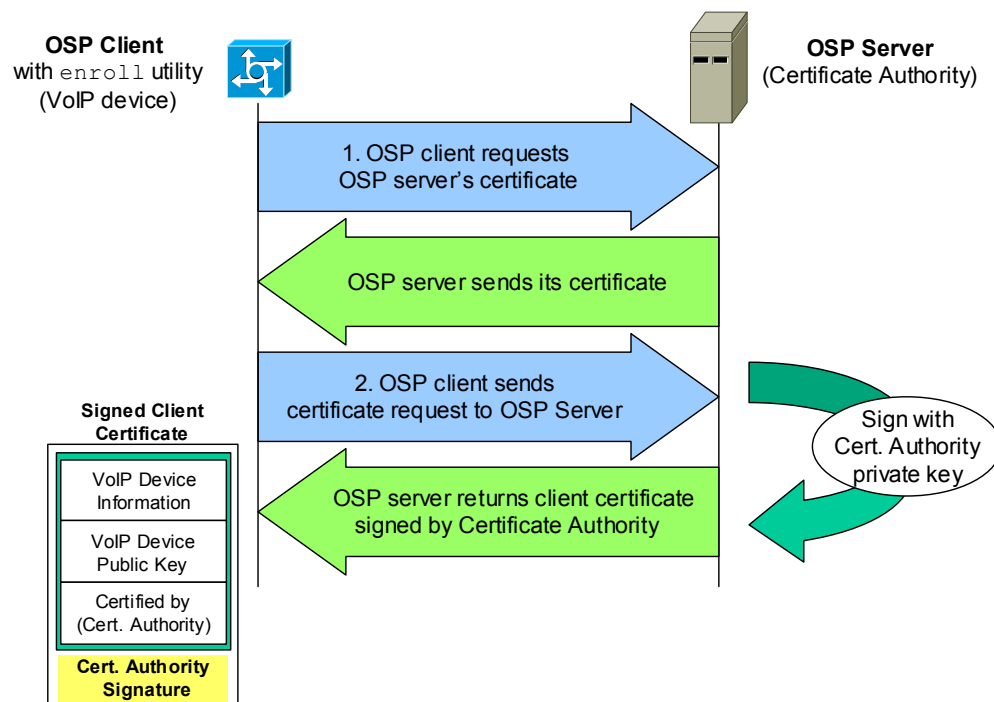 OSP Client
with enroll utility
(VoIP device)
OSP Server
(Certificate Authority)
1. OSP client requests
OSP server’s certificate
OSP server sends its certificate
2. OSP client sends
certificate request to OSP Server
Sign with
Cert. Authority
private key
OSP server returns client certificate
signed by Certificate Authority
Signed Client
Certificate
VoIP Device
Information
VoIP Device
Public Key
Certified by
(Cert. Authority)
Cert. Authority
Signature